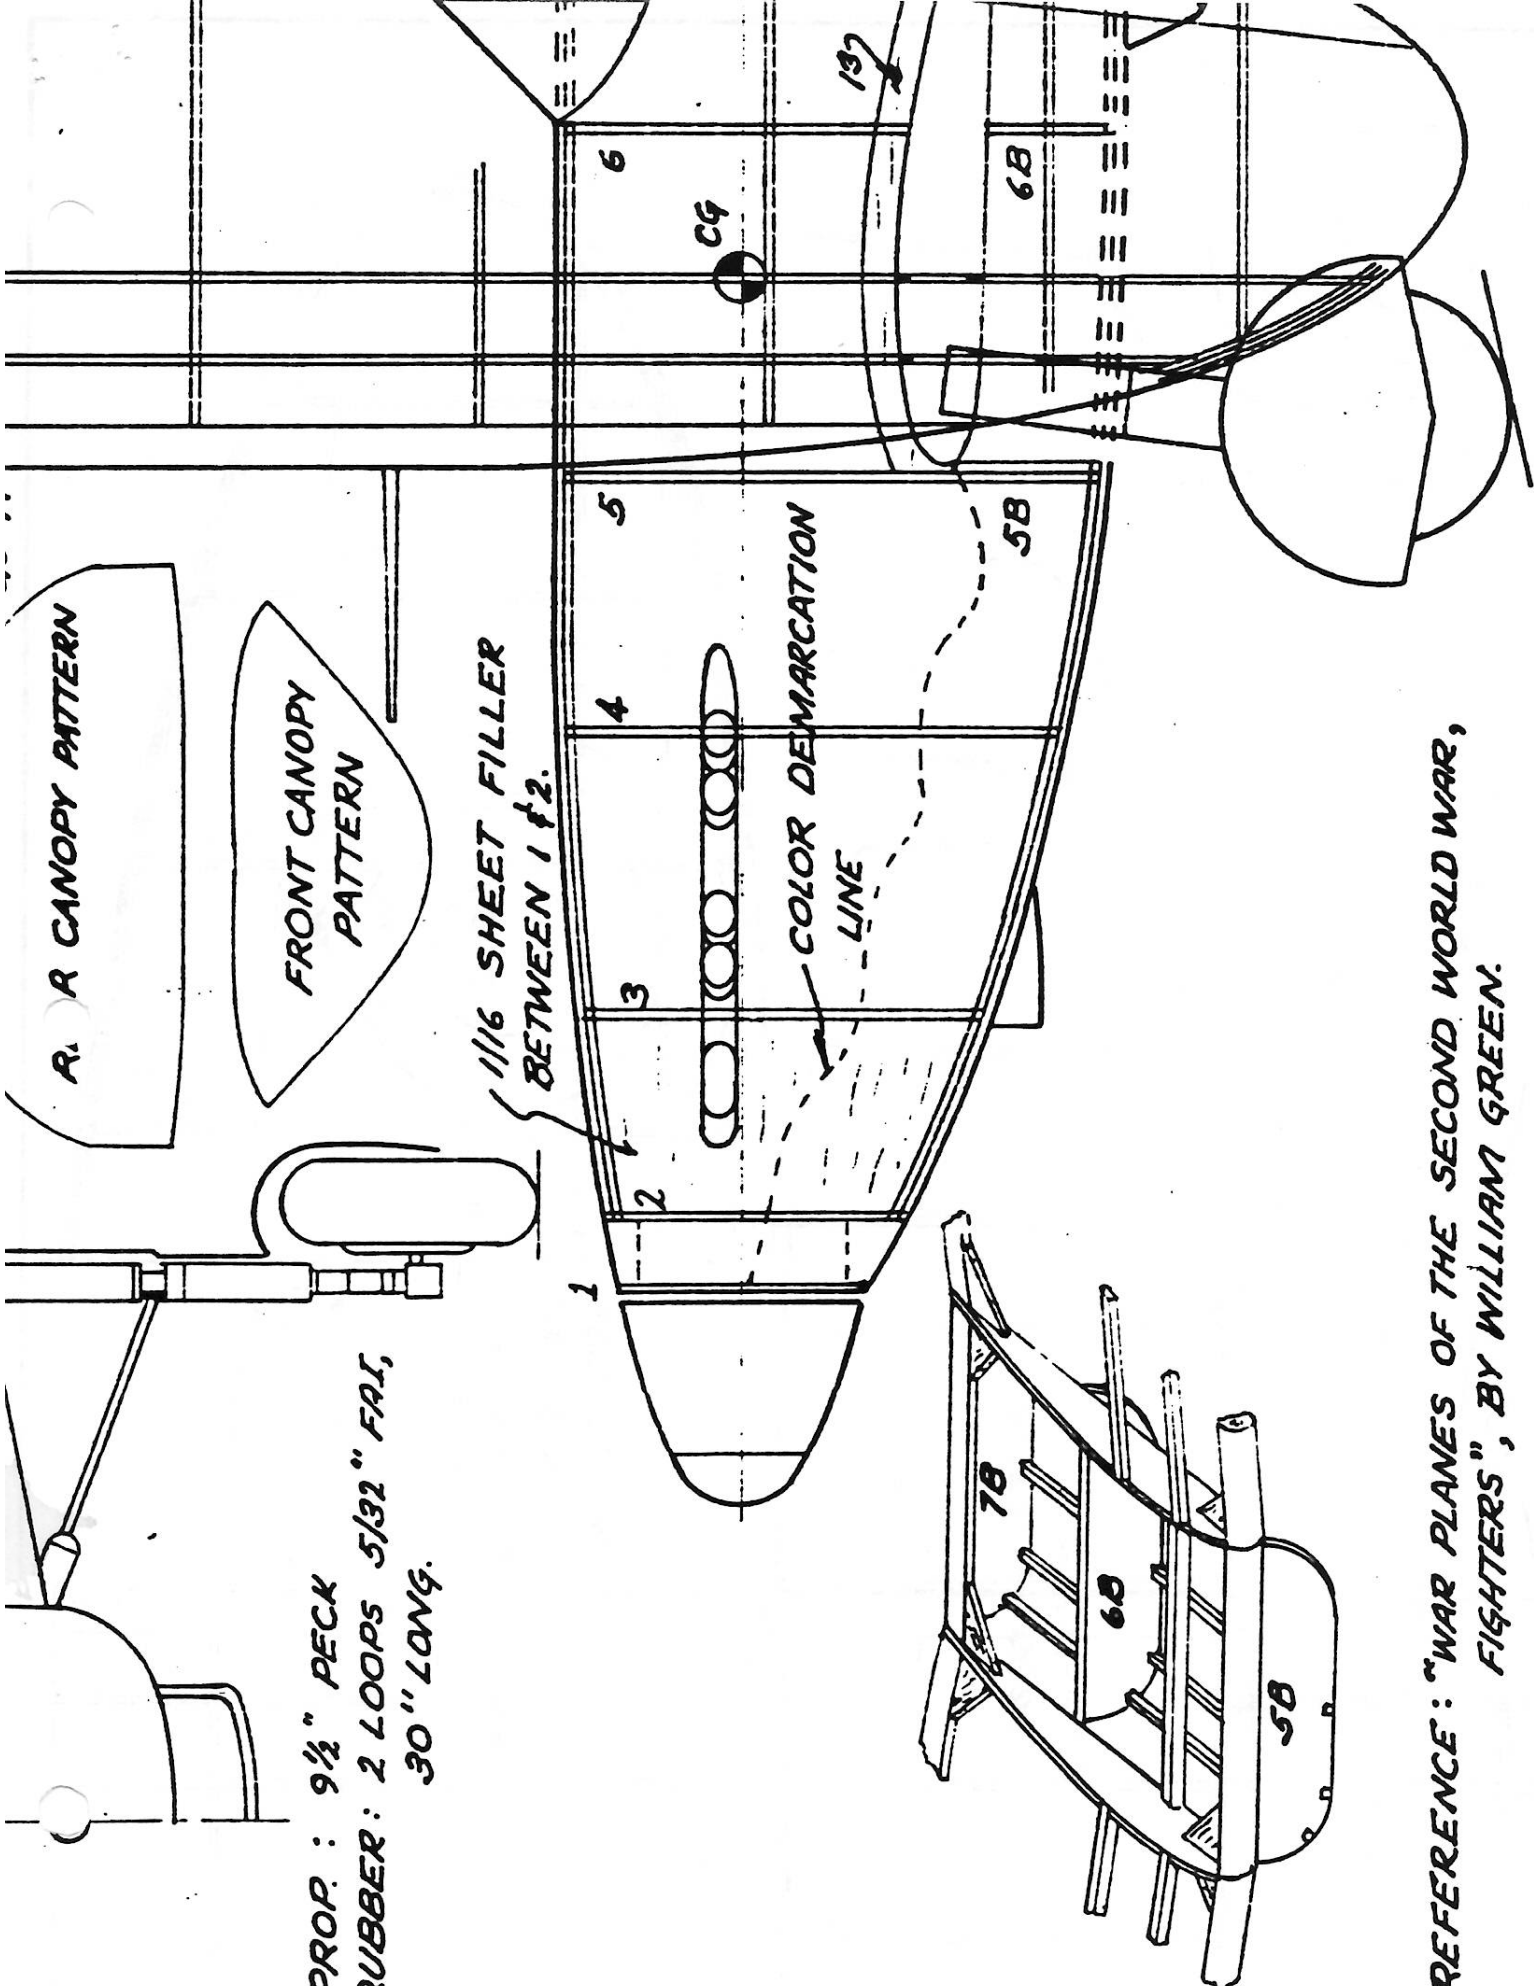 R. R CANOPY PATTERN
FRONT CANOPY
PATTERN
1/16 SHEET FILLER
BETWEEN 1 & 2.
PROP. : 9½" PECK
RUBBER : 2 LOOPS 5/32" FAI,
30" LONG.
1
2
3
4
5
6
CG
13
COLOR DEMARCATION
LINE
5B
6B
7B
6B
5B
REFERENCE : "WAR PLANES OF THE SECOND WORLD WAR,
FIGHTERS", BY WILLIAM GREEN.